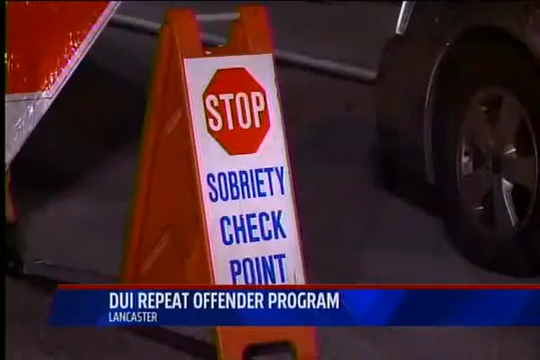 STOP
SOBRIETY
CHECK
POINT
DUI REPEAT OFFENDER PROGRAM
LANCASTER